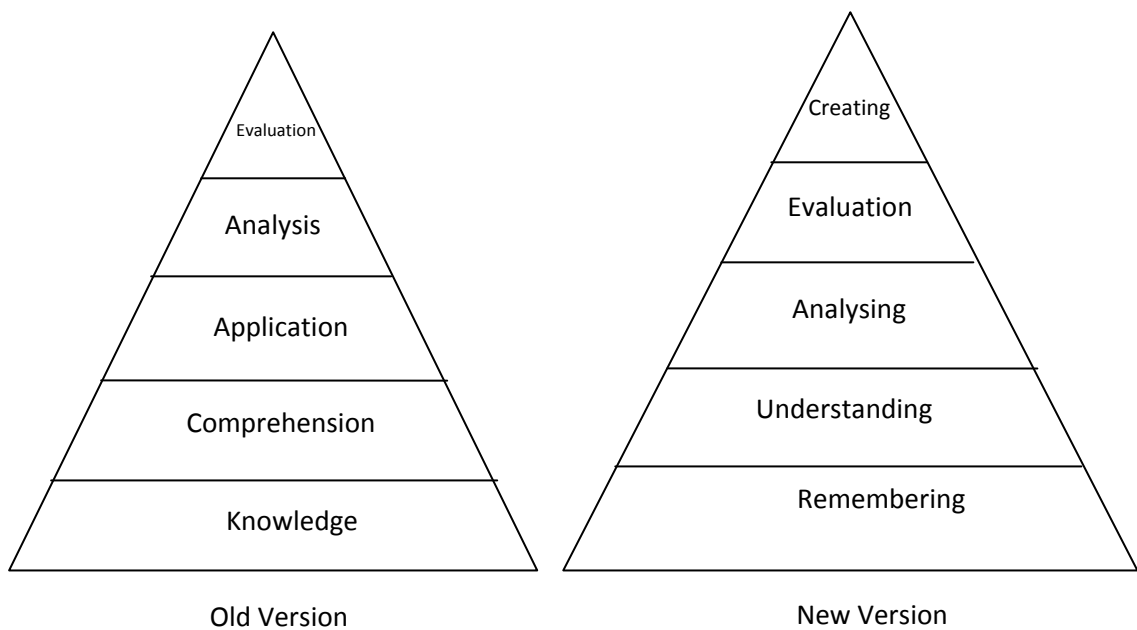 Evaluation
Analysis
Application
Comprehension
Knowledge
Old Version
Creating
Evaluation
Analysing
Understanding
Remembering
New Version